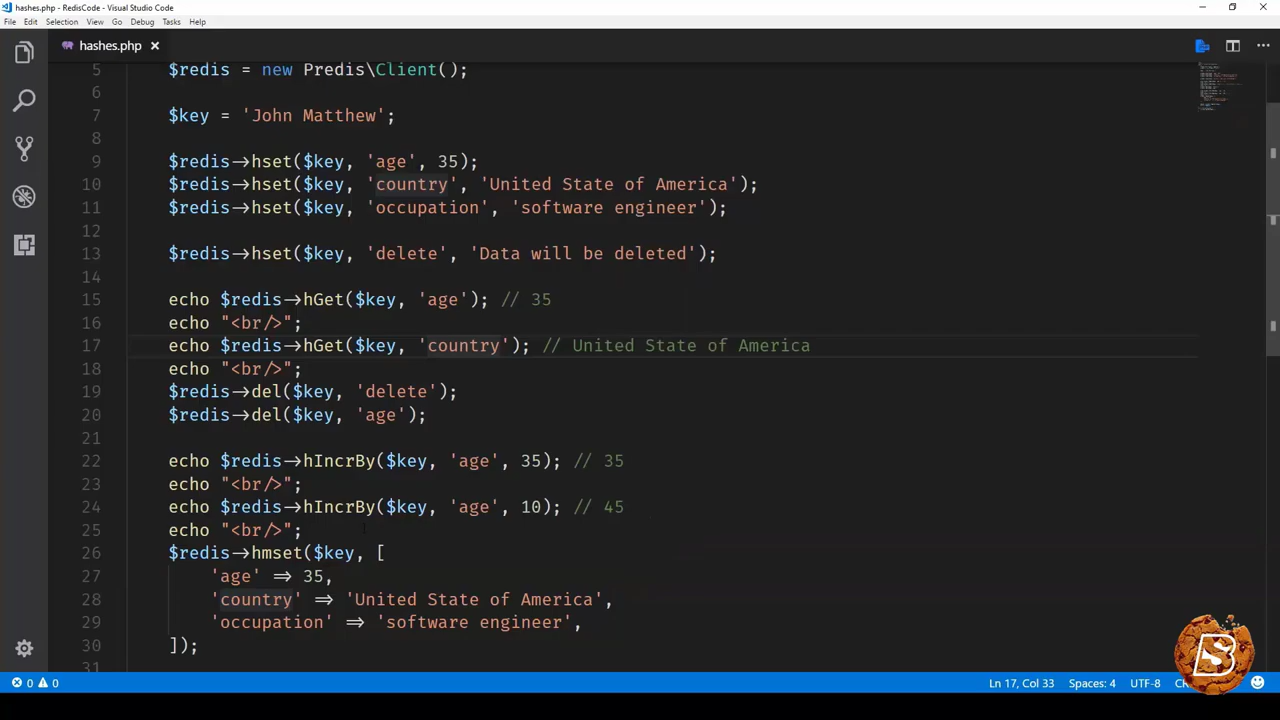 hashes.php - RedisCode - Visual Studio Code
File Edit Selection View Go Debug Tasks Help
hashes.php
5 $redis = new Predis\Client();
6
7 $key = 'John Matthew';
8
9 $redis->hset($key, 'age', 35);
10 $redis->hset($key, 'country', 'United State of America');
11 $redis->hset($key, 'occupation', 'software engineer');
12
13 $redis->hset($key, 'delete', 'Data will be deleted');
14
15 echo $redis->hGet($key, 'age'); // 35
16 echo "<br/>";
17 echo $redis->hGet($key, 'country'); // United State of America
18 echo "<br/>";
19 $redis->del($key, 'delete');
20 $redis->del($key, 'age');
21
22 echo $redis->hIncrBy($key, 'age', 35); // 35
23 echo "<br/>";
24 echo $redis->hIncrBy($key, 'age', 10); // 45
25 echo "<br/>";
26 $redis->hmset($key, [
27 'age' => 35,
28 'country' => 'United State of America',
29 'occupation' => 'software engineer',
30 ]);
31
0 0 Ln 17, Col 33 Spaces: 4 UTF-8